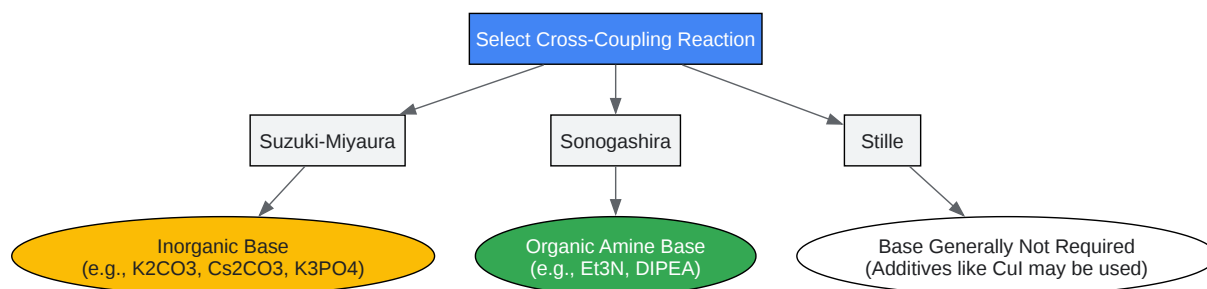 Select Cross-Coupling Reaction
Suzuki-Miyaura
Sonogashira
Stille
Inorganic Base
(e.g., K2CO3, Cs2CO3, K3PO4)
Organic Amine Base
(e.g., Et3N, DIPEA)
Base Generally Not Required
(Additives like CuI may be used)